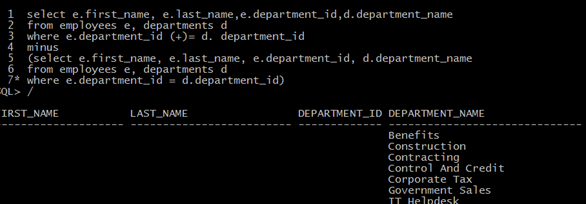 1  select e.first_name, e.last_name,e.department_id,d.department_name
2  from employees e, departments d
3  where e.department_id (+)= d. department_id
4  minus
5  (select e.first_name, e.last_name, e.department_id, d.department_name
6  from employees e, departments d
7* where e.department_id = d.department_id)
SQL> /
IRST_NAME LAST_NAME DEPARTMENT_ID DEPARTMENT_NAME
-------------------- ------------------------- ------------- ------------------------------
Benefits
Construction
Contracting
Control And Credit
Corporate Tax
Government Sales
IT Helpdesk